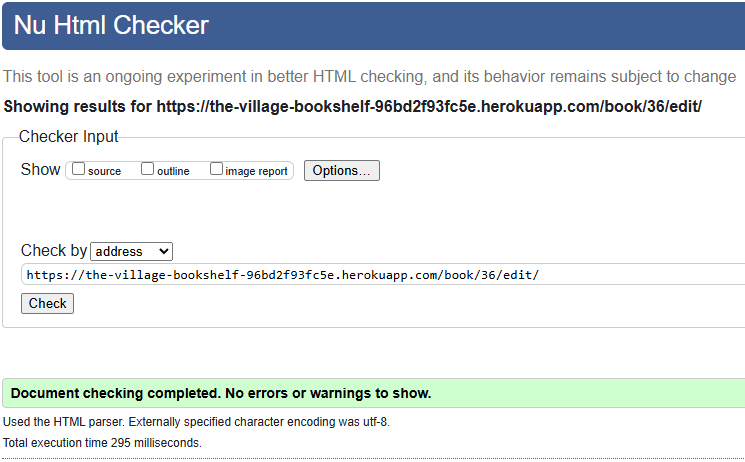 Nu Html Checker
This tool is an ongoing experiment in better HTML checking, and its behavior remains subject to change
Showing results for https://the-village-bookshelf-96bd2f93fc5e.herokuapp.com/book/36/edit/
Checker Input
Show source outline image report Options...
Check by address
https://the-village-bookshelf-96bd2f93fc5e.herokuapp.com/book/36/edit/
Check
Document checking completed. No errors or warnings to show.
Used the HTML parser. Externally specified character encoding was utf-8.
Total execution time 295 milliseconds.